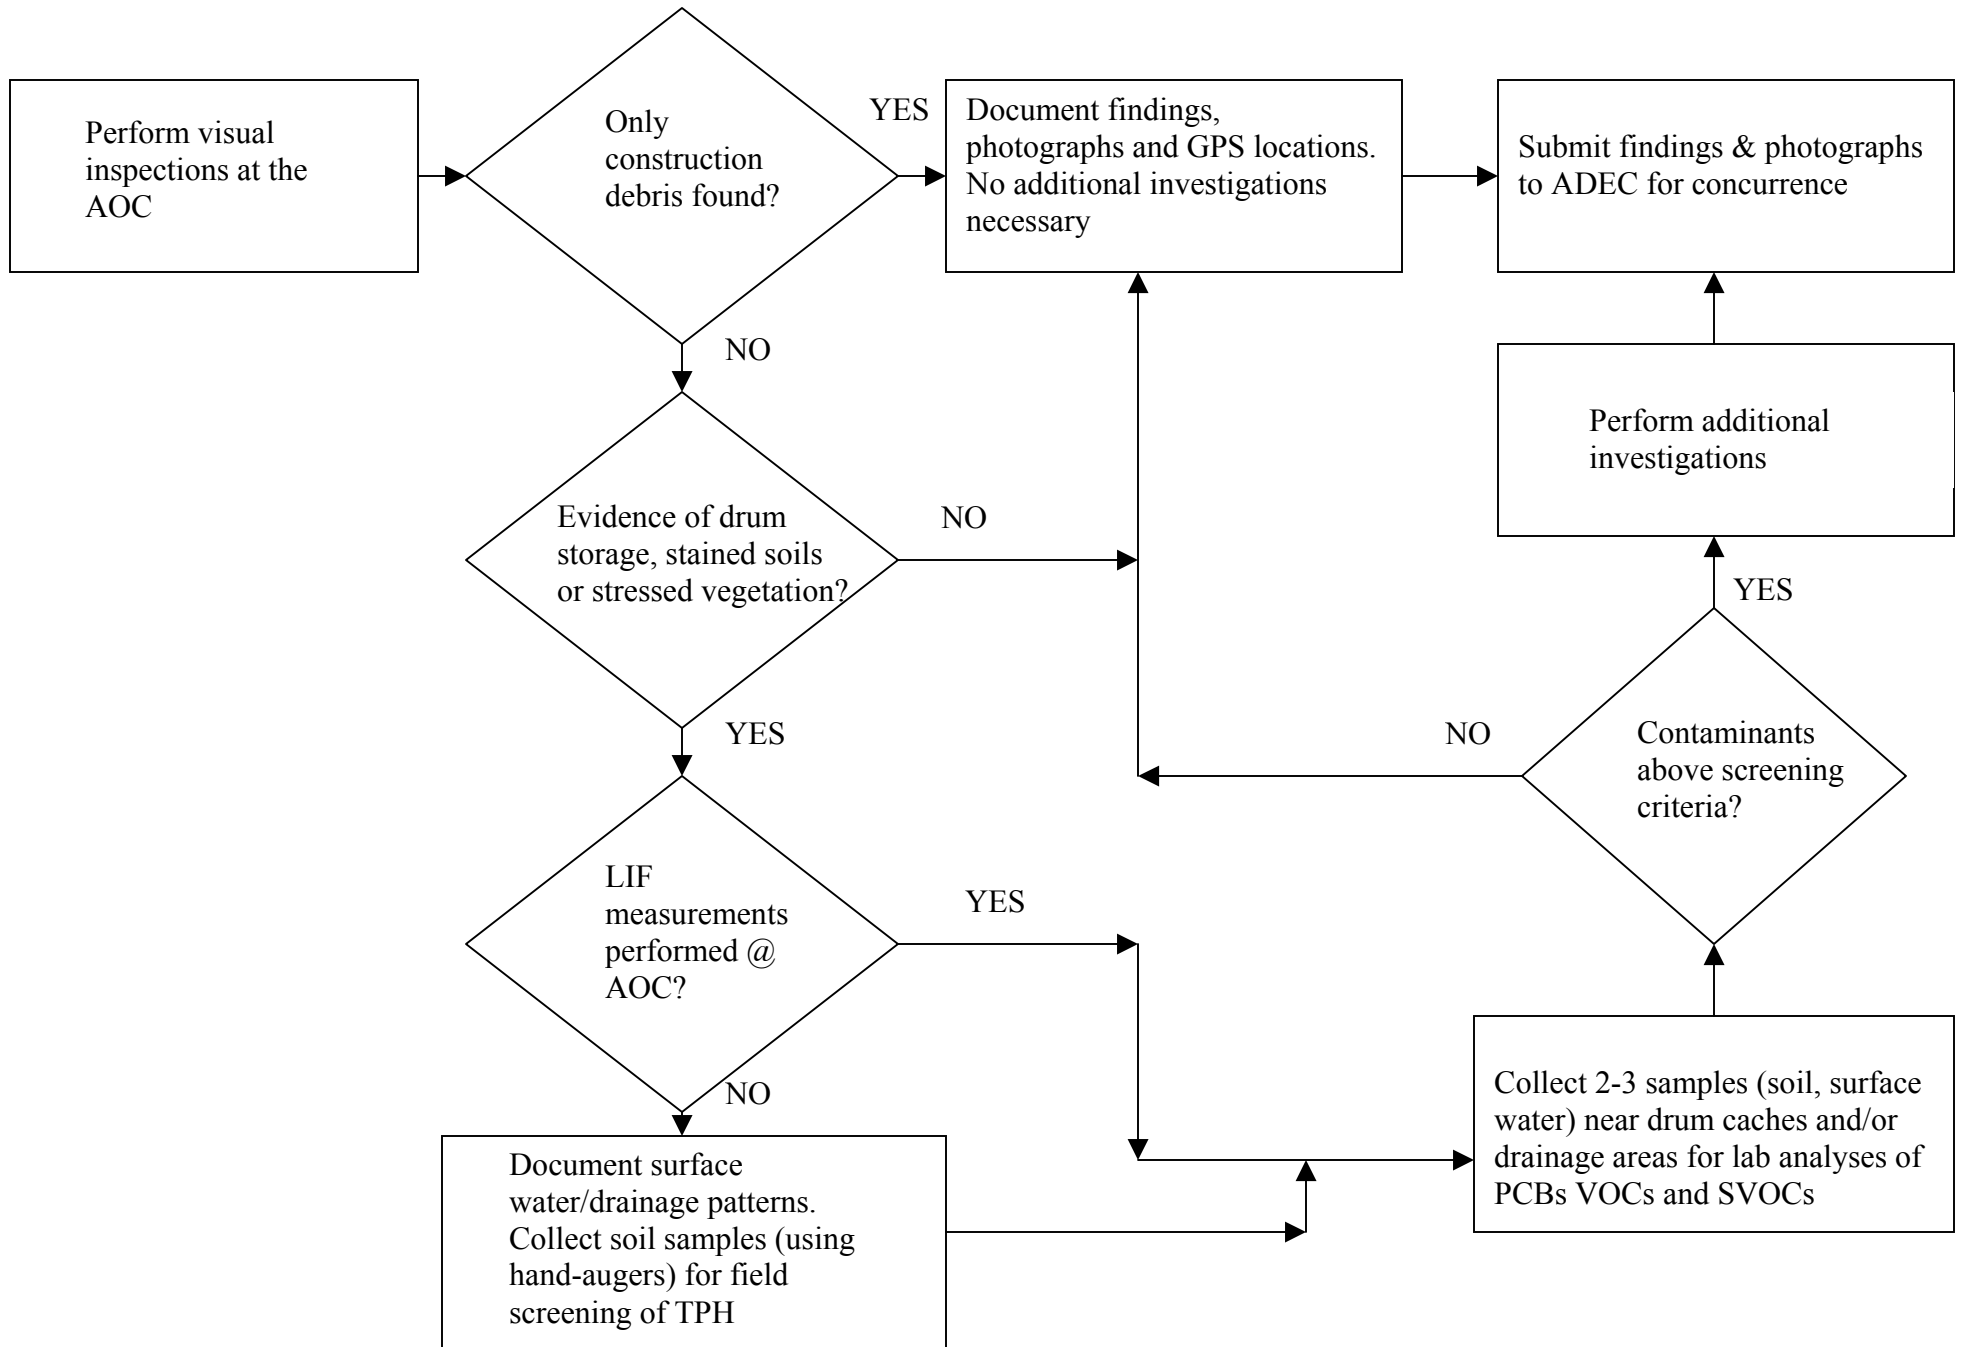 Perform visual
inspections at the
AOC
Only
construction
debris found?
YES
Document findings,
photographs and GPS locations.
No additional investigations
necessary
Submit findings & photographs
to ADEC for concurrence
NO
Evidence of drum
storage, stained soils
or stressed vegetation?
NO
Perform additional
investigations
YES
YES
LIF
measurements
performed @
AOC?
YES
NO
Contaminants
above screening
criteria?
NO
Document surface
water/drainage patterns.
Collect soil samples (using
hand-augers) for field
screening of TPH
Collect 2-3 samples (soil, surface
water) near drum caches and/or
drainage areas for lab analyses of
PCBs VOCs and SVOCs